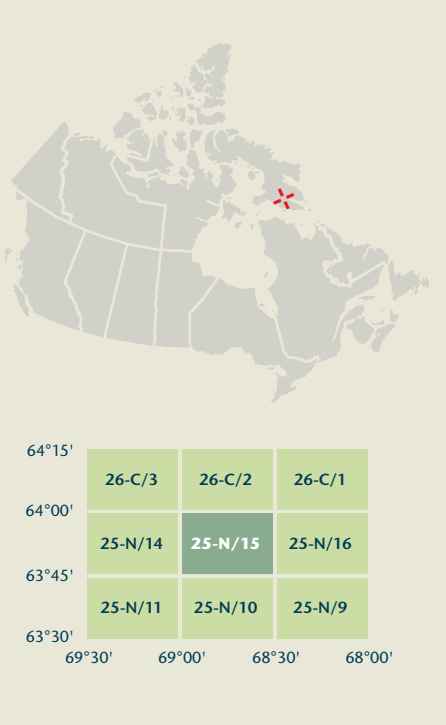 64°15'
26-C/3 26-C/2 26-C/1
64°00'
25-N/14 25-N/15 25-N/16
63°45'
25-N/11 25-N/10 25-N/9
63°30'
69°30' 69°00' 68°30' 68°00'